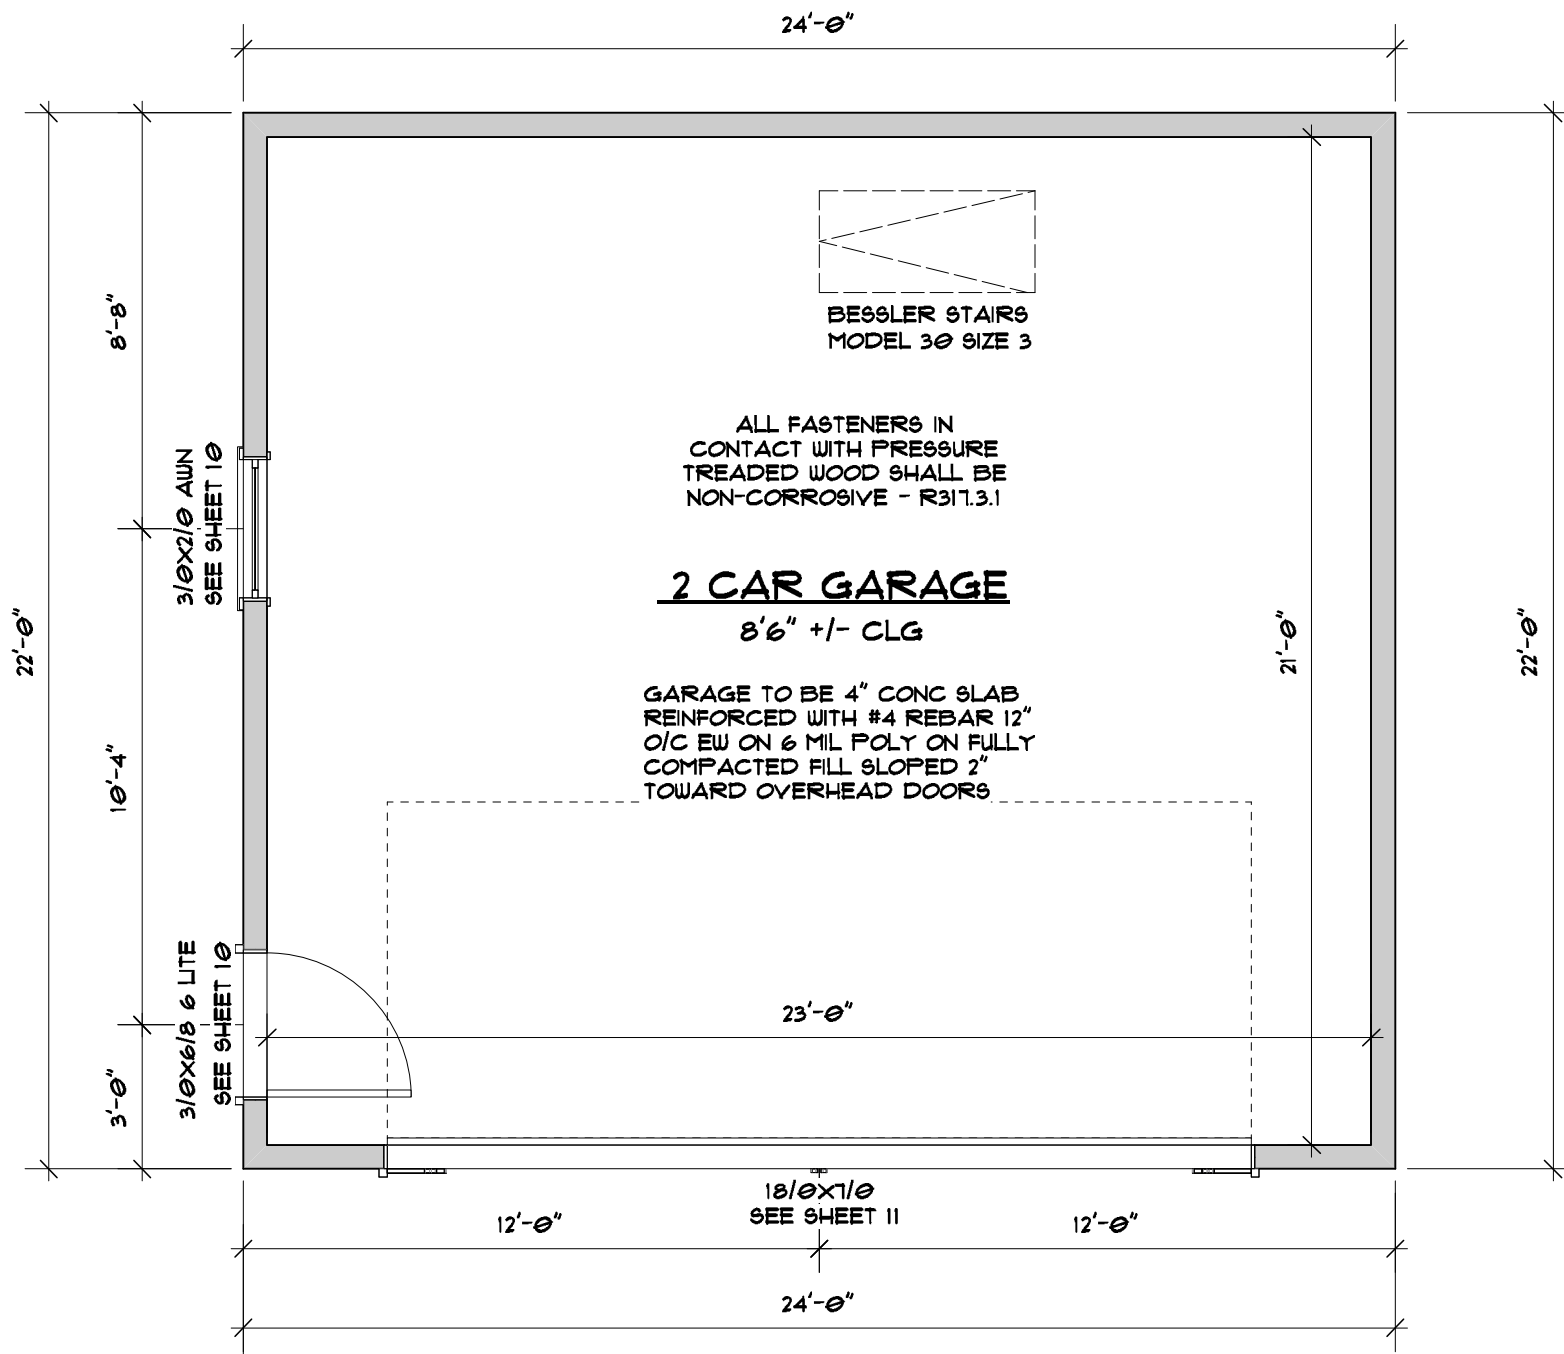 24'-0"
8'-8"
BESSLER STAIRS
MODEL 30 SIZE 3
ALL FASTENERS IN
CONTACT WITH PRESSURE
TREADED WOOD SHALL BE
NON-CORROSIVE - R317.3.1
3/0X2/0 AWN
SEE SHEET 10
2 CAR GARAGE
8'6" +/- CLG
22'-0"
21'-0"
22'-0"
GARAGE TO BE 4" CONC SLAB
REINFORCED WITH #4 REBAR 12"
O/C EW ON 6 MIL POLY ON FULLY
COMPACTED FILL SLOPED 2"
TOWARD OVERHEAD DOORS
10'-4"
3/0X6/8 6 LITE
SEE SHEET 10
23'-0"
3'-0"
18/0X7/0
SEE SHEET 11
12'-0"
12'-0"
24'-0"